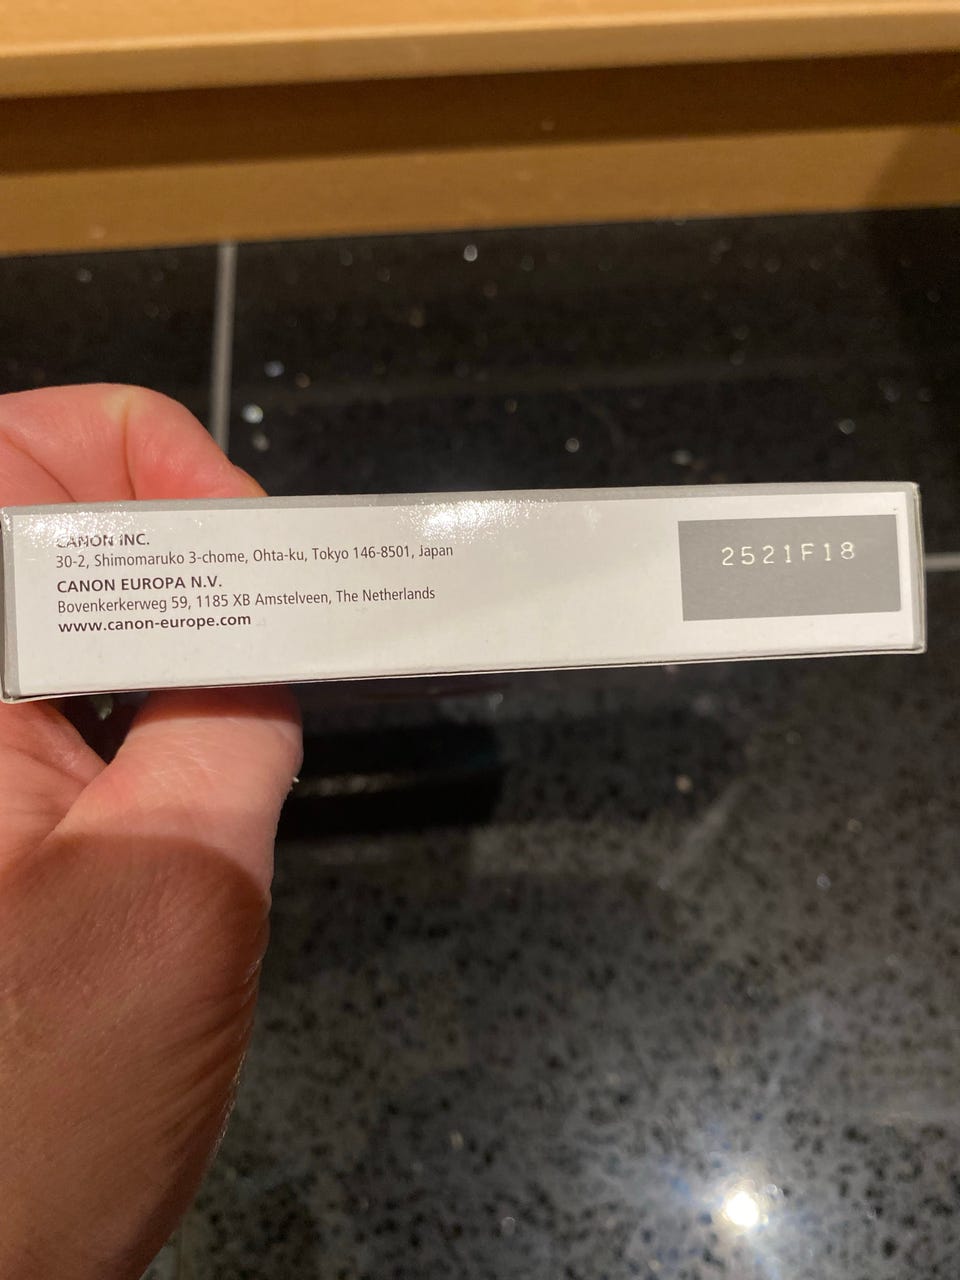 CANON INC.
30-2, Shimomaruko 3-chome, Ohta-ku, Tokyo 146-8501, Japan
CANON EUROPA N.V.
Bovenkerkerweg 59, 1185 XB Amstelveen, The Netherlands
www.canon-europe.com
2521F18